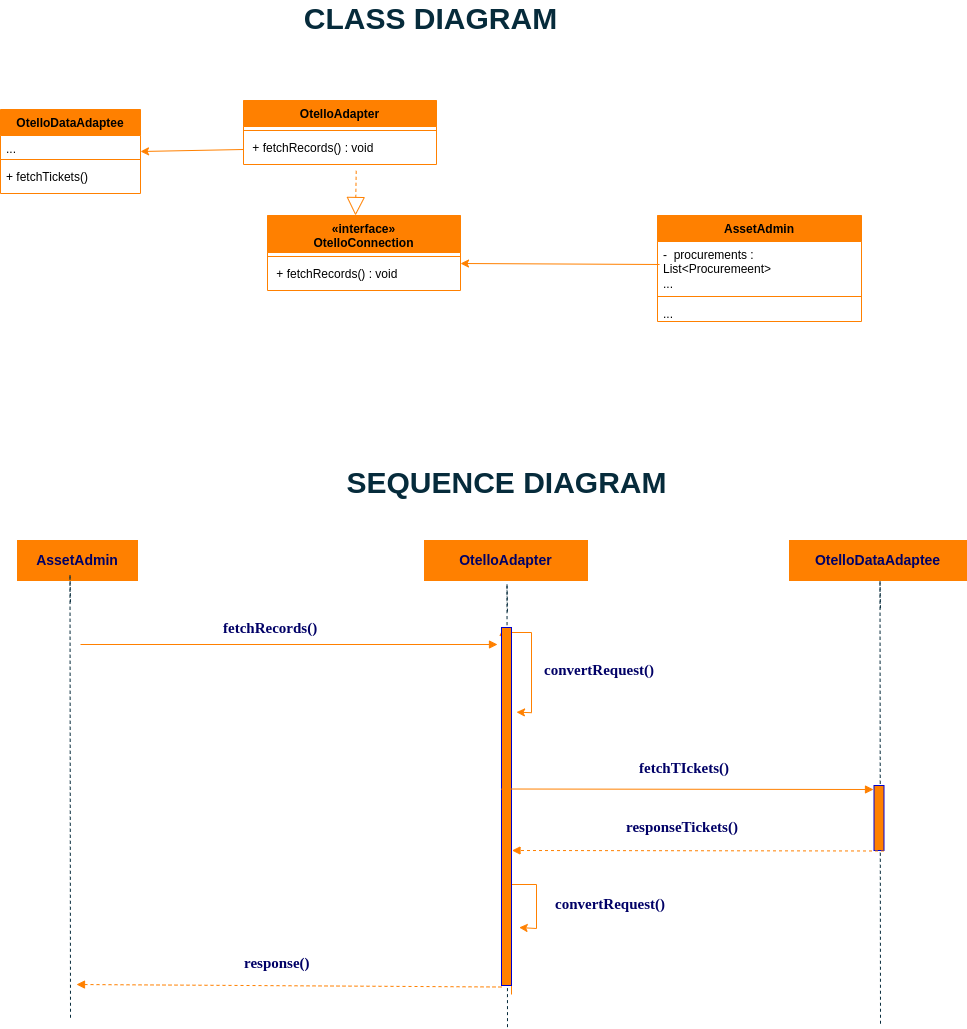 CLASS DIAGRAM
OtelloDataAdaptee
...
+ fetchTickets()
OtelloAdapter
+ fetchRecords() : void
«interface»
OtelloConnection
+ fetchRecords() : void
AssetAdmin
- procurements :
List<Procuremeent>
...
...
SEQUENCE DIAGRAM
AssetAdmin
OtelloAdapter
OtelloDataAdaptee
fetchRecords()
convertRequest()
fetchTIckets()
responseTickets()
convertRequest()
response()